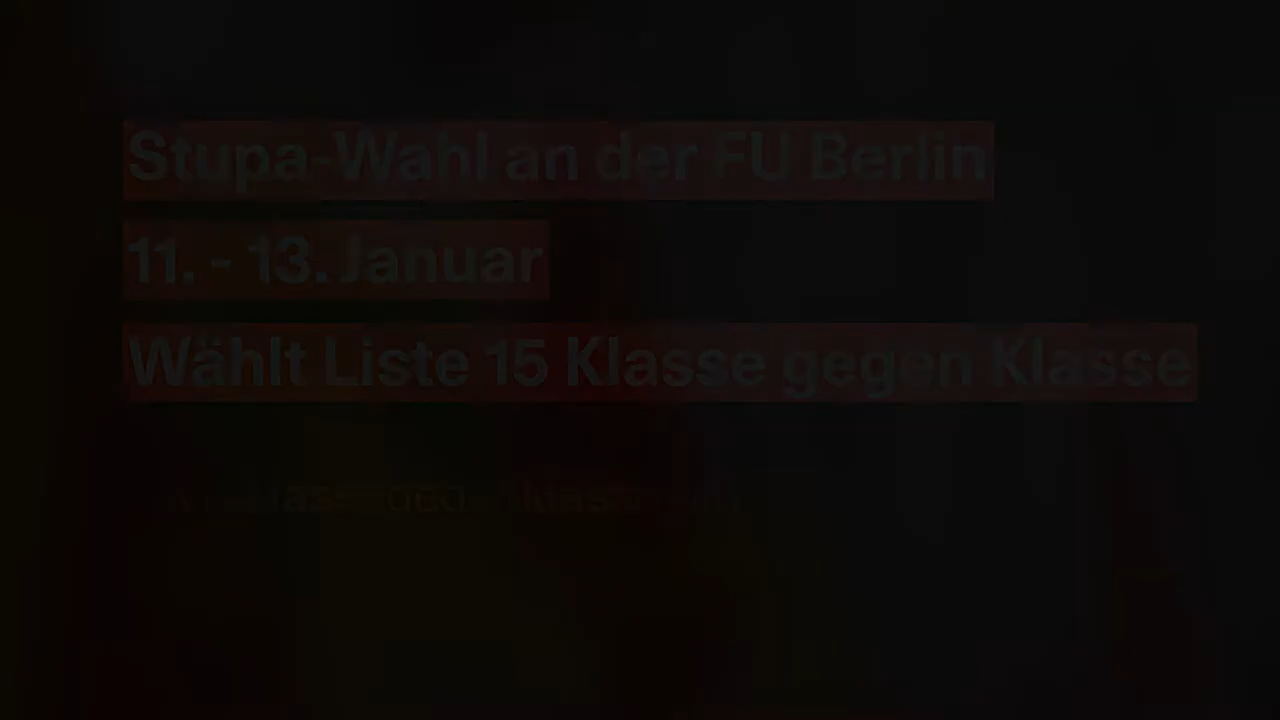 Stupa-Wahl an der FU Berlin
11. - 13. Januar
Wählt Liste 15 Klasse gegen Klasse